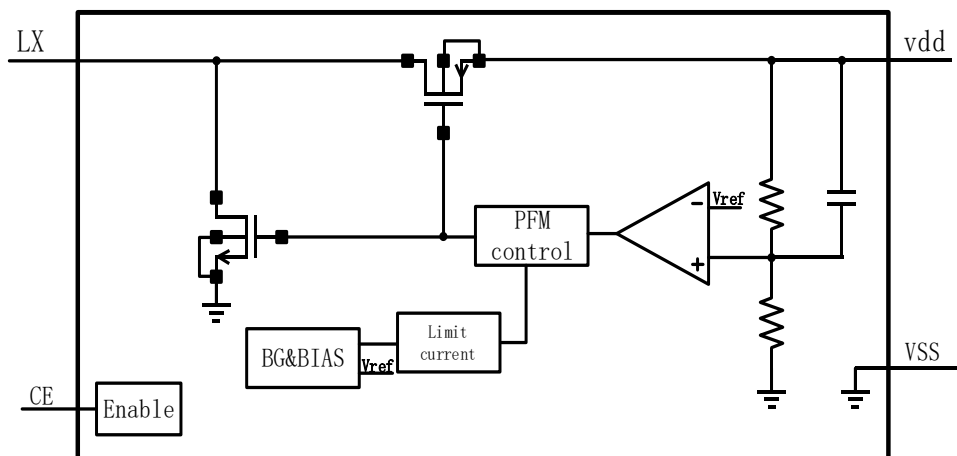 LX
vdd
Vref
−
PFM
control
+
Limit
current
BG&BIAS
Vref
VSS
CE
Enable